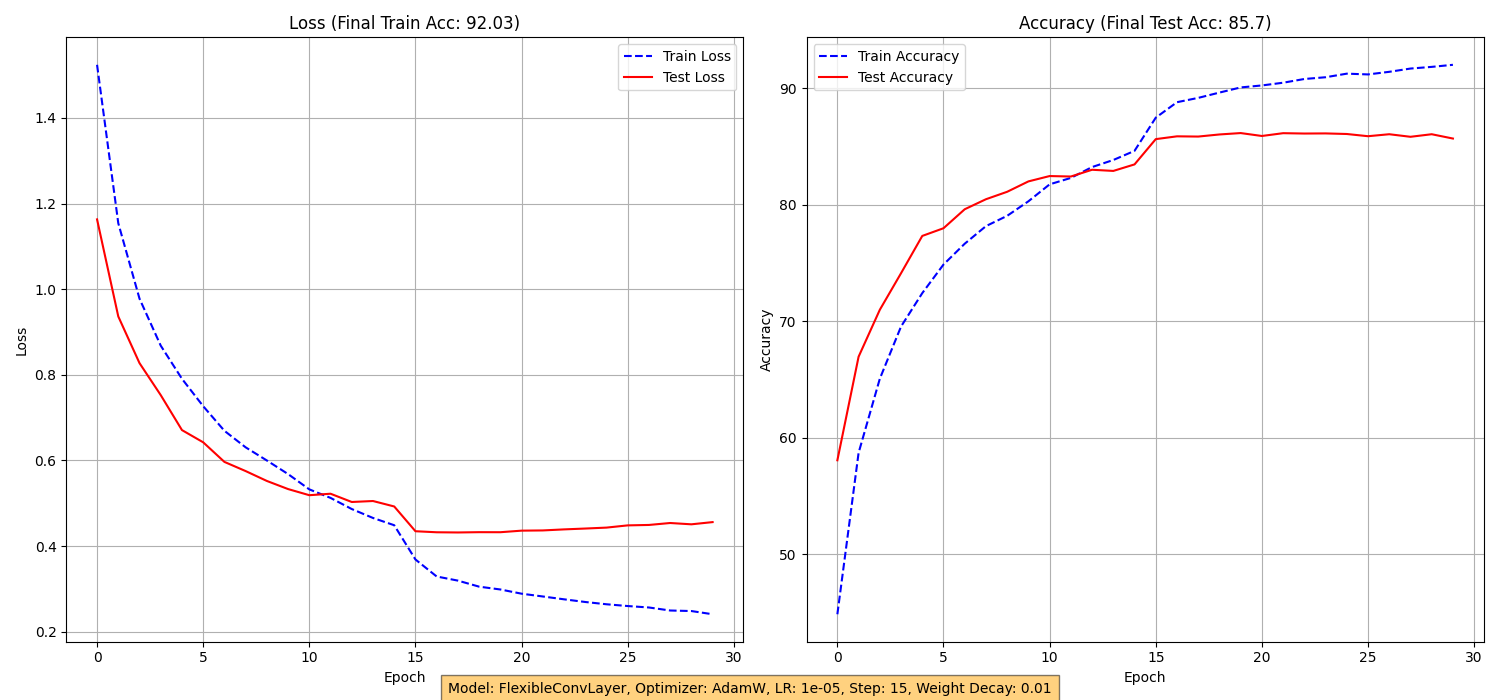 Loss (Final Train Acc: 92.03)
Train Loss
Test Loss
Loss
1.4
1.2
1.0
0.8
0.6
0.4
0.2
0 5 10 15 20 25 30
Epoch
Accuracy (Final Test Acc: 85.7)
Train Accuracy
Test Accuracy
Accuracy
90
80
70
60
50
0 5 10 15 20 25 30
Epoch
Model: FlexibleConvLayer, Optimizer: AdamW, LR: 1e-05, Step: 15, Weight Decay: 0.01